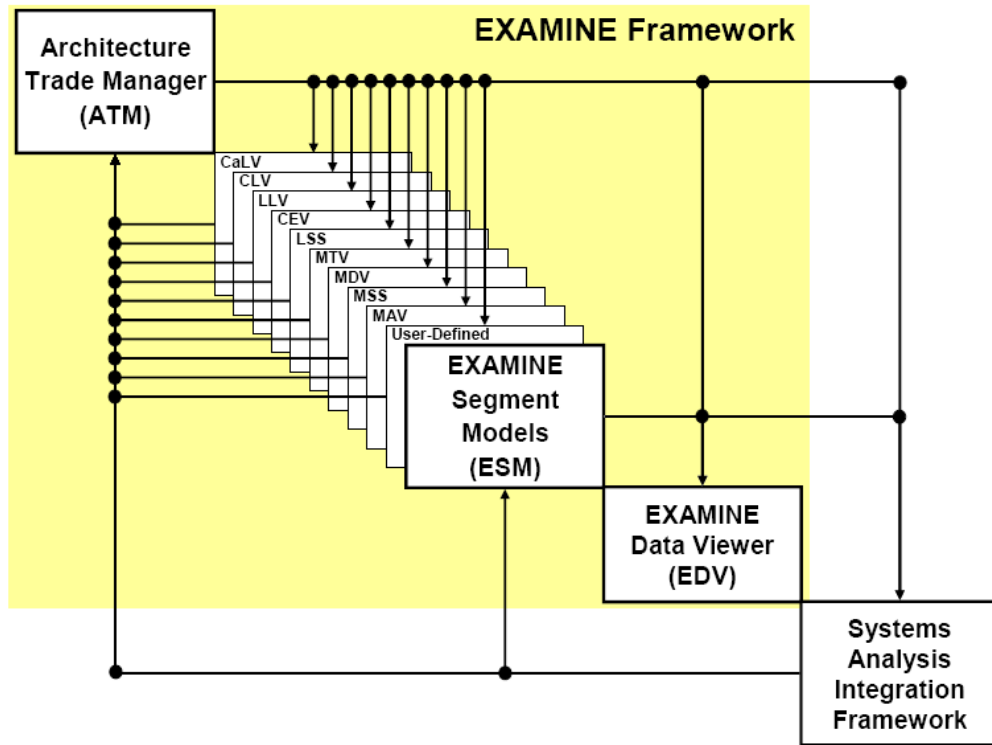 EXAMINE Framework
Architecture
Trade Manager
(ATM)
CaLV
CLV
LLV
CEV
LSS
MTV
MDV
MSS
MAV
User-Defined
EXAMINE
Segment
Models
(ESM)
EXAMINE
Data Viewer
(EDV)
Systems
Analysis
Integration
Framework